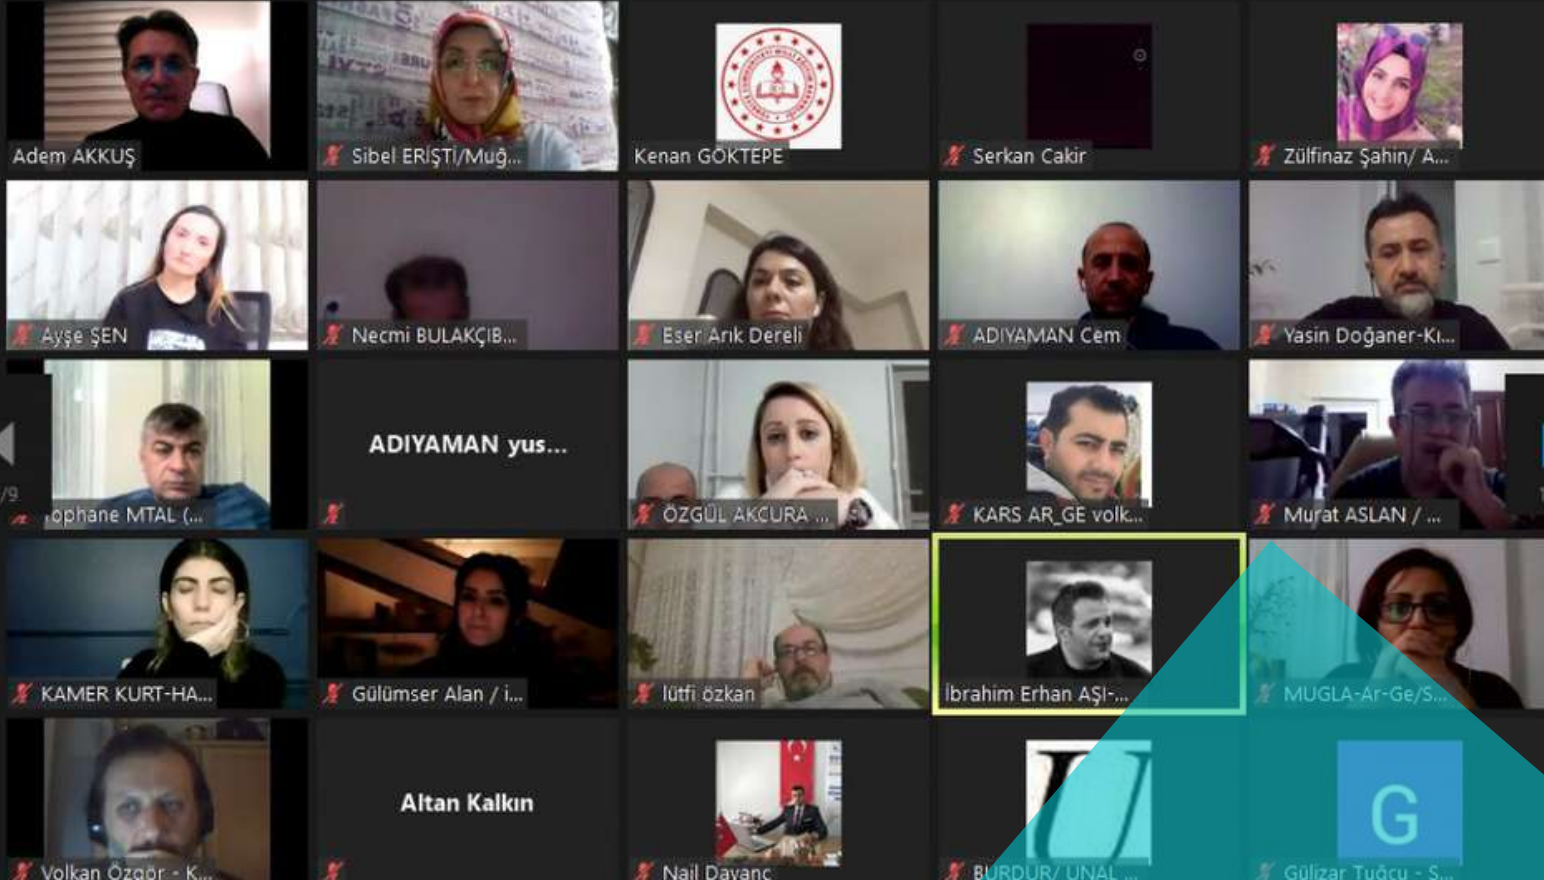 Adem AKKUŞ
Sibel ERİŞTİ/Muğ...
Kenan GÖKTEPE
Serkan Cakir
Zülfinaz Şahin/ A...
Ayşe ŞEN
Necmi BULAKÇIB...
Eser Arık Dereli
ADIYAMAN Cem
Yasin Doğaner-Kı...
/9
ophane MTAL (...
ADIYAMAN yus...
ÖZGÜL AKCURA ...
KARS AR_GE volk...
Murat ASLAN / ...
KAMER KURT-HA...
Gülümser Alan / i...
lütfi özkan
İbrahim Erhan AŞI-...
MUGLA-Ar-Ge/S...
Volkan Özgör - K...
Altan Kalkın
Nail Davanç
U
BURDUR/ UNAL ...
G
Gülizar Tuğcu - S...